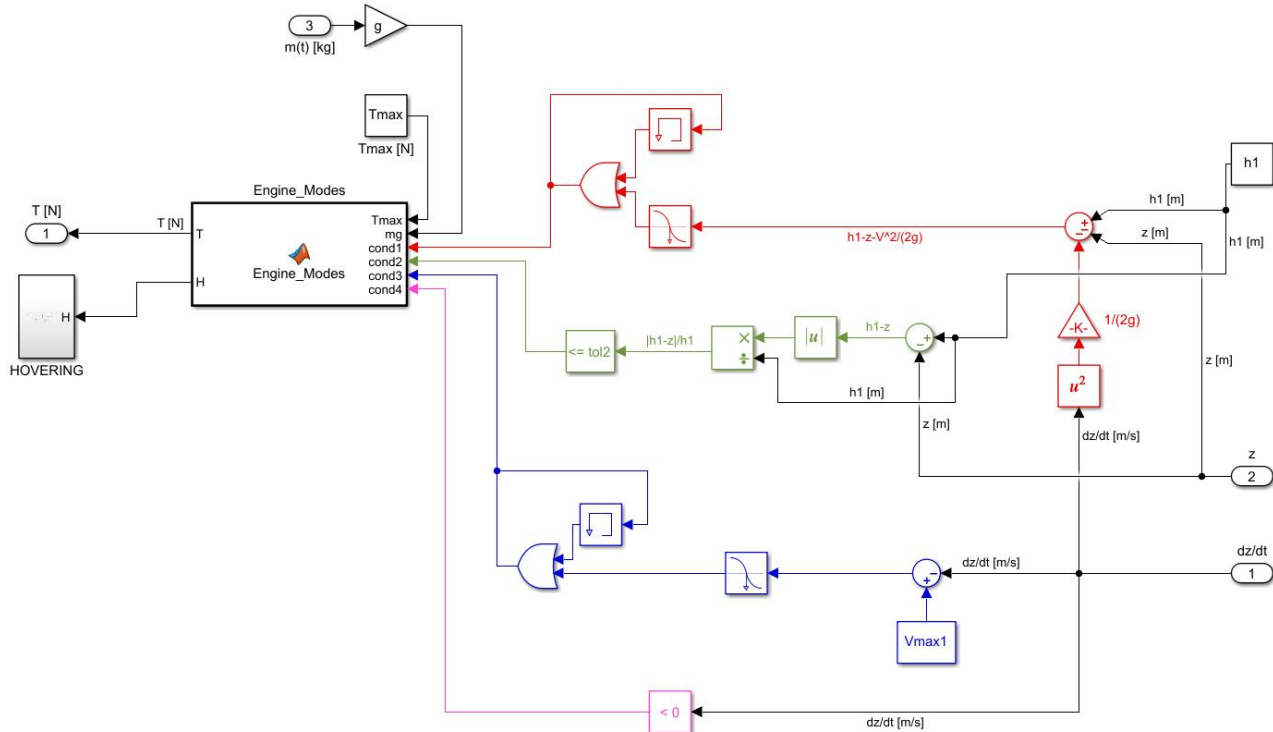 3
g
m(t) [kg]
Tmax
Tmax [N]
h1
Engine_Modes
T [N]
1
T [N]
T
Tmax
mg
cond1
cond2
cond3
cond4
Engine_Modes
H
H
HOVERING
h1-z-V^2/(2g)
h1 [m]
z [m]
h1 [m]
+
−
−
-K-
1/(2g)
u²
<= tol2
|h1-z|/h1
×
÷
|u|
h1-z
− +
h1 [m]
z [m]
z [m]
dz/dt [m/s]
z
2
dz/dt
1
dz/dt [m/s]
−
+
Vmax1
< 0
dz/dt [m/s]